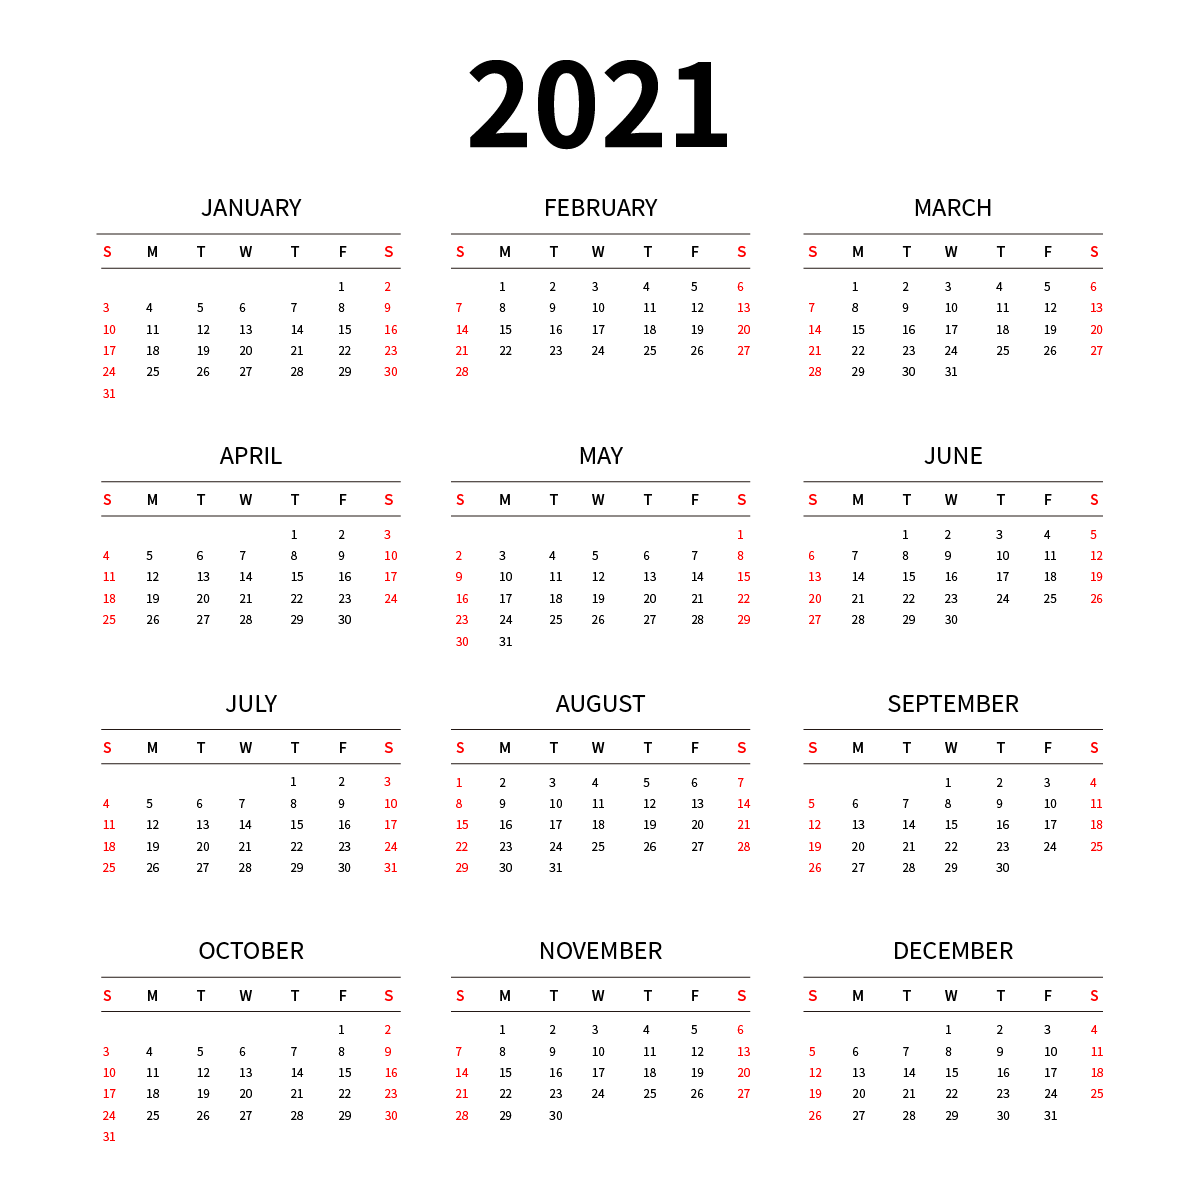 2021
JANUARY FEBRUARY MARCH
S M T W T F S S M T W T F S S M T W T F S
1 2 1 2 3 4 5 6 1 2 3 4 5 6
3 4 5 6 7 8 9 7 8 9 10 11 12 13 7 8 9 10 11 12 13
10 11 12 13 14 15 16 14 15 16 17 18 19 20 14 15 16 17 18 19 20
17 18 19 20 21 22 23 21 22 23 24 25 26 27 21 22 23 24 25 26 27
24 25 26 27 28 29 30 28 28 29 30 31
31
APRIL MAY JUNE
S M T W T F S S M T W T F S S M T W T F S
1 2 3 1 1 2 3 4 5
4 5 6 7 8 9 10 2 3 4 5 6 7 8 6 7 8 9 10 11 12
11 12 13 14 15 16 17 9 10 11 12 13 14 15 13 14 15 16 17 18 19
18 19 20 21 22 23 24 16 17 18 19 20 21 22 20 21 22 23 24 25 26
25 26 27 28 29 30 23 24 25 26 27 28 29 27 28 29 30
30 31
JULY AUGUST SEPTEMBER
S M T W T F S S M T W T F S S M T W T F S
1 2 3 1 2 3 4 5 6 7 1 2 3 4
4 5 6 7 8 9 10 8 9 10 11 12 13 14 5 6 7 8 9 10 11
11 12 13 14 15 16 17 15 16 17 18 19 20 21 12 13 14 15 16 17 18
18 19 20 21 22 23 24 22 23 24 25 26 27 28 19 20 21 22 23 24 25
25 26 27 28 29 30 31 29 30 31 26 27 28 29 30
OCTOBER NOVEMBER DECEMBER
S M T W T F S S M T W T F S S M T W T F S
1 2 1 2 3 4 5 6 1 2 3 4
3 4 5 6 7 8 9 7 8 9 10 11 12 13 5 6 7 8 9 10 11
10 11 12 13 14 15 16 14 15 16 17 18 19 20 12 13 14 15 16 17 18
17 18 19 20 21 22 23 21 22 23 24 25 26 27 19 20 21 22 23 24 25
24 25 26 27 28 29 30 28 29 30 26 27 28 29 30 31
31